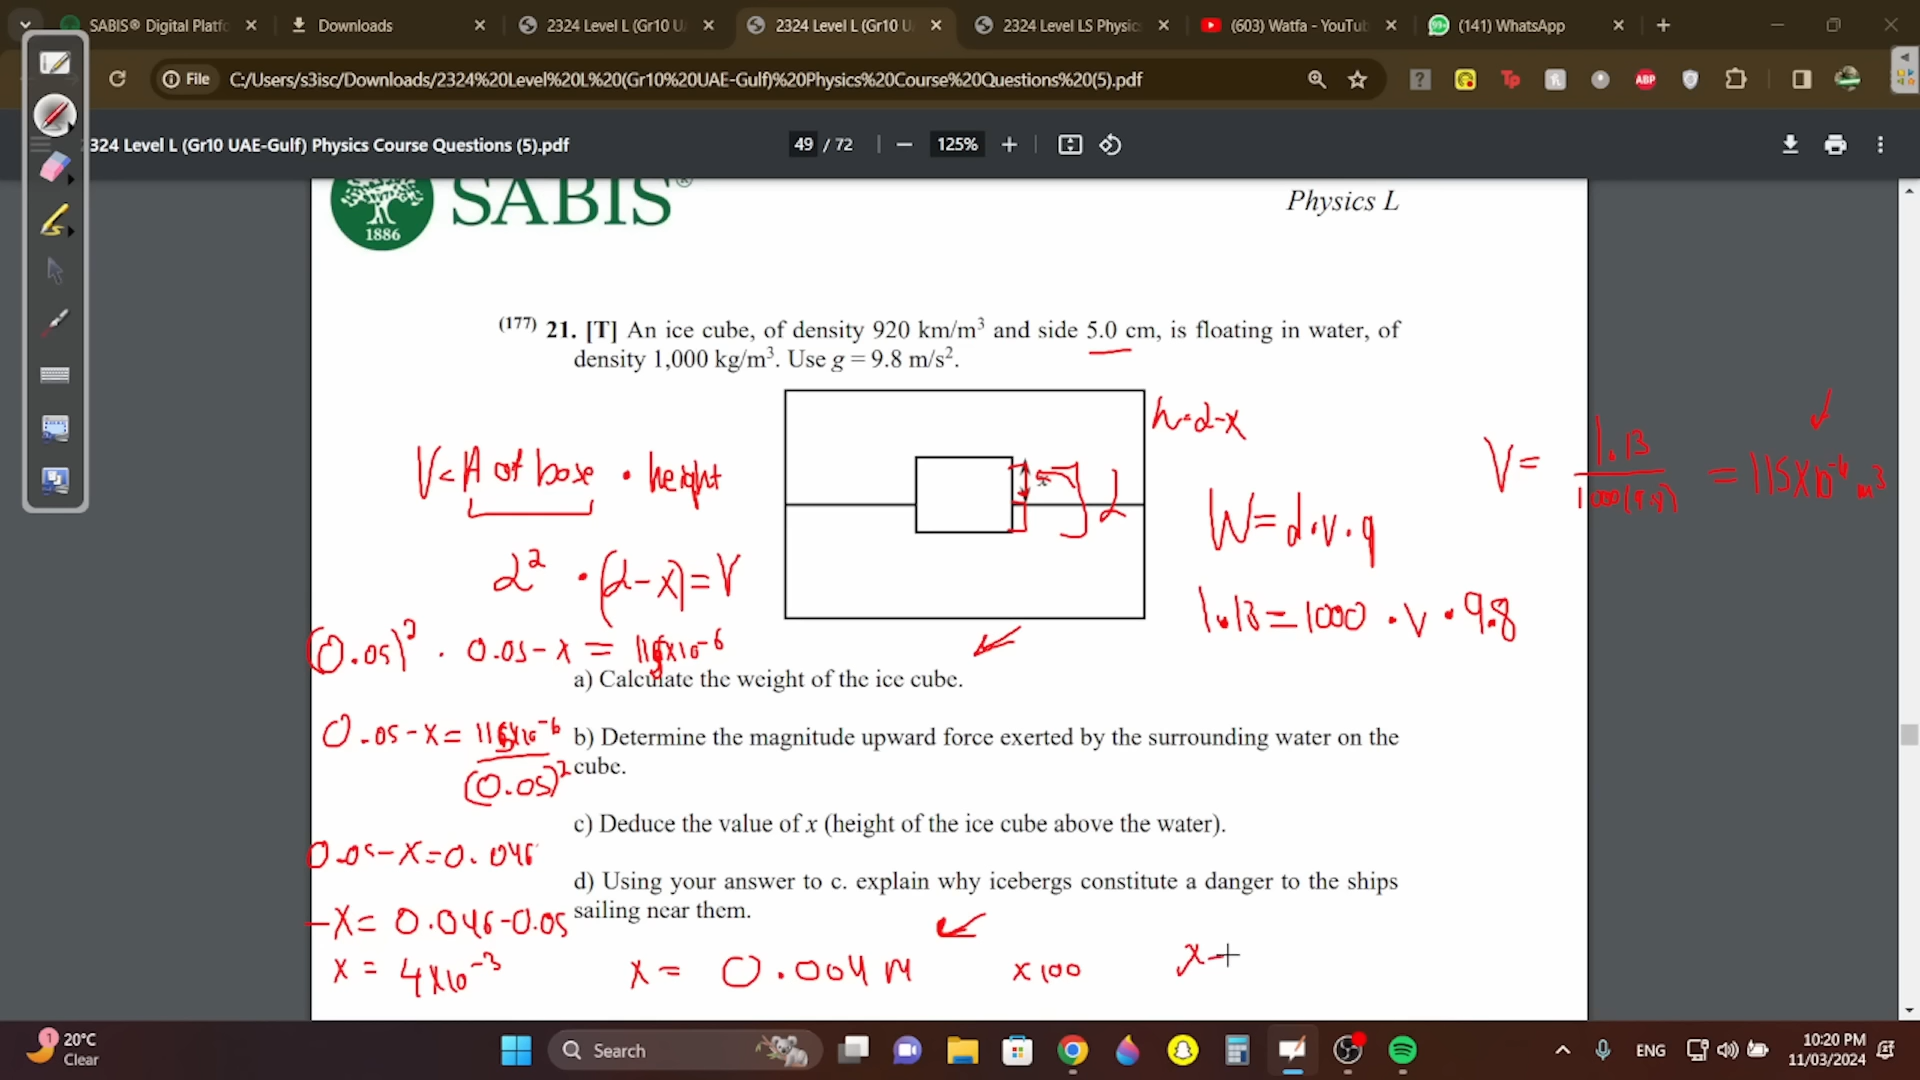 SABIS® Digital Platfo
Downloads
2324 Level L (Gr10 U
2324 Level L (Gr10 U
2324 Level LS Physic
(603) Watfa - YouTub
(141) WhatsApp
File
C:/Users/s3isc/Downloads/2324%20Level%20L%20(Gr10%20UAE-Gulf)%20Physics%20Course%20Questions%20(5).pdf
324 Level L (Gr10 UAE-Gulf) Physics Course Questions (5).pdf
49 / 72
125%
SABIS®
1886
Physics L
(177) 21. [T] An ice cube, of density 920 km/m³ and side 5.0 cm, is floating in water, of
density 1,000 kg/m³. Use g = 9.8 m/s².
h=d-x
V= A of base · height
x
d
V= 1.13 / 1000(9.8) = 115x10⁻⁶ m³
W= d·v·g
d² · (d-x)=V
1.13=1000 ·v·9.8
(0.05)² · 0.05-x = 115x10⁻⁶
a) Calculate the weight of the ice cube.
0.05-x= 115x10⁻⁶ / (0.05)²
b) Determine the magnitude upward force exerted by the surrounding water on the
cube.
c) Deduce the value of x (height of the ice cube above the water).
0.05-x=0.046
d) Using your answer to c. explain why icebergs constitute a danger to the ships
sailing near them.
-x= 0.046-0.05
x = 4x10⁻³
x= 0.004 m
x100
x
20°C
Clear
Search
ENG
10:20 PM
11/03/2024